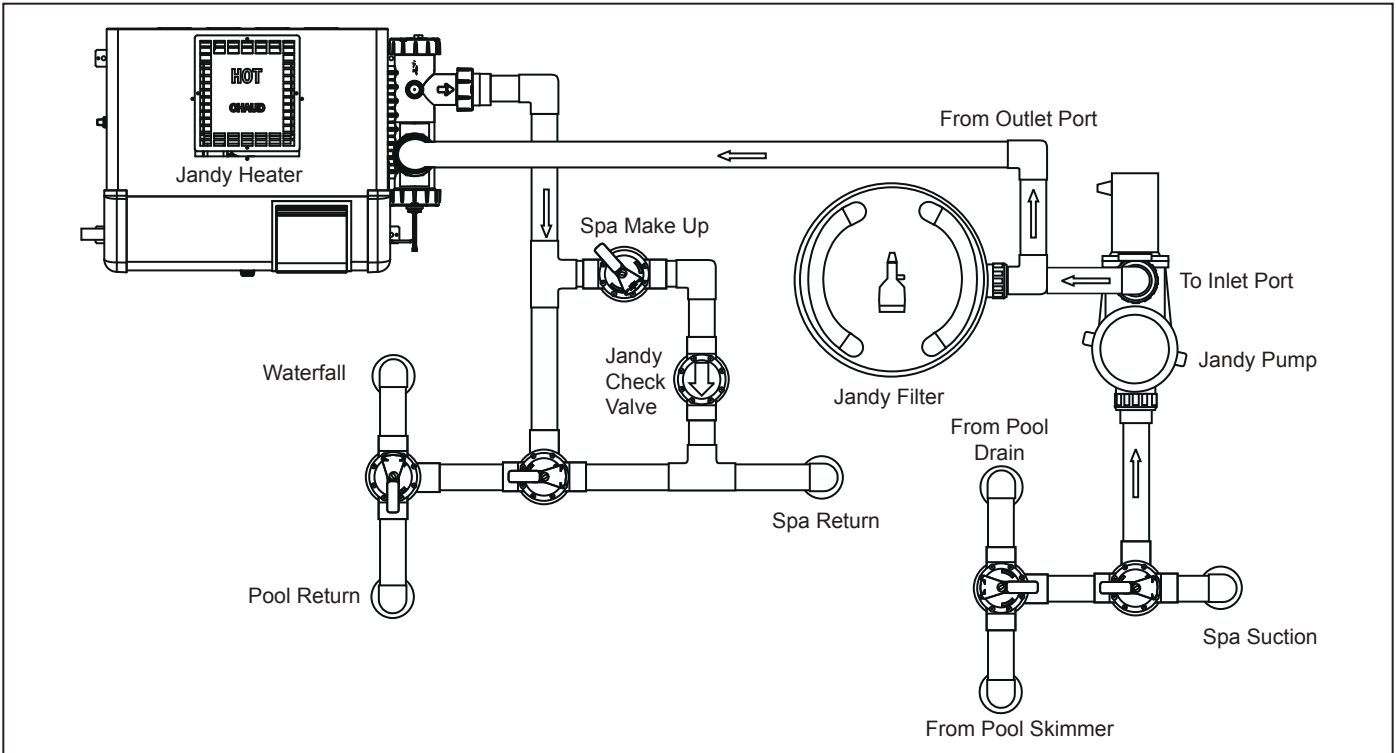 HOT
CHAUD
Jandy Heater
From Outlet Port
Spa Make Up
To Inlet Port
Jandy
Check
Valve
Jandy Pump
Waterfall
Jandy Filter
From Pool
Drain
Spa Return
Pool Return
Spa Suction
From Pool Skimmer